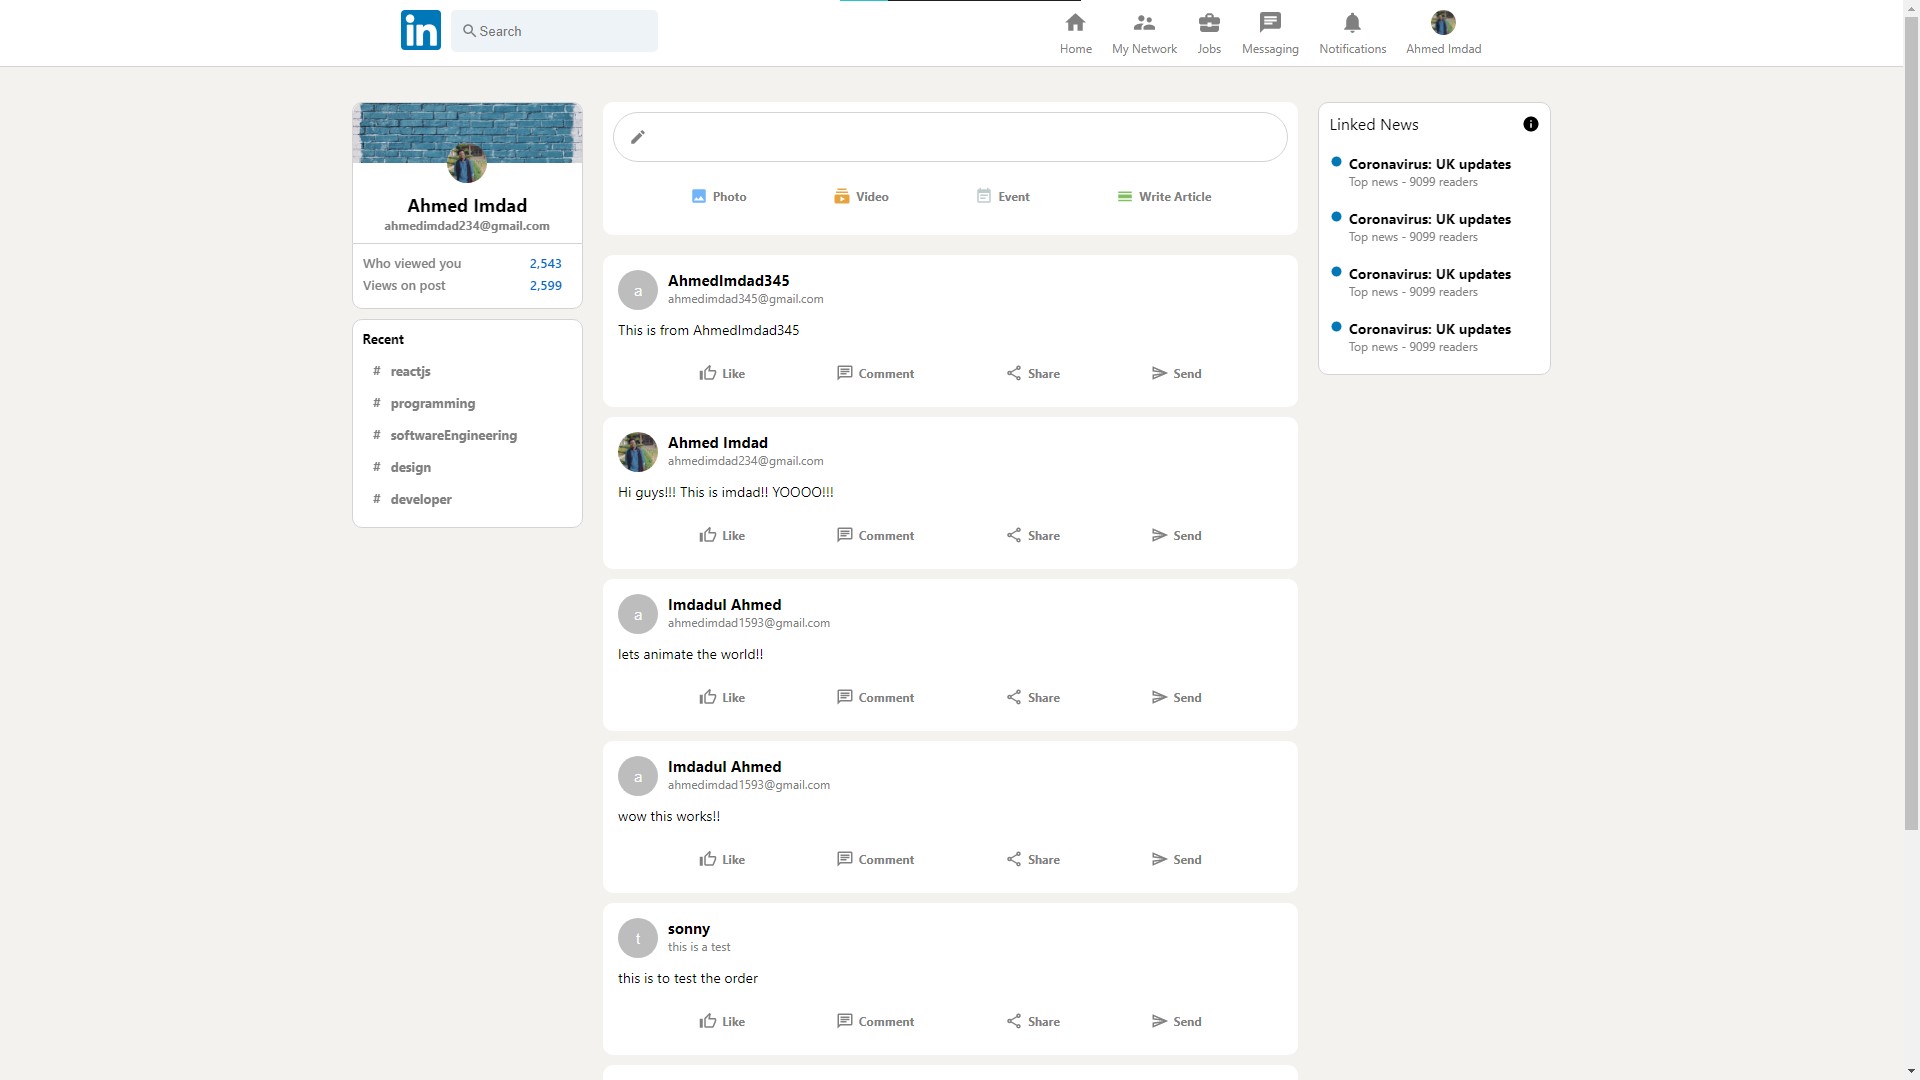 in
Search
Home
My Network
Jobs
Messaging
Notifications
Ahmed Imdad
Ahmed Imdad
ahmedimdad234@gmail.com
Who viewed you 2,543
Views on post 2,599
Recent
# reactjs
# programming
# softwareEngineering
# design
# developer
Photo
Video
Event
Write Article
a
AhmedImdad345
ahmedimdad345@gmail.com
This is from AhmedImdad345
Like Comment Share Send
Ahmed Imdad
ahmedimdad234@gmail.com
Hi guys!!! This is imdad!! YOOOO!!!
Like Comment Share Send
a
Imdadul Ahmed
ahmedimdad1593@gmail.com
lets animate the world!!
Like Comment Share Send
a
Imdadul Ahmed
ahmedimdad1593@gmail.com
wow this works!!
Like Comment Share Send
t
sonny
this is a test
this is to test the order
Like Comment Share Send
Linked News
Coronavirus: UK updates
Top news - 9099 readers
Coronavirus: UK updates
Top news - 9099 readers
Coronavirus: UK updates
Top news - 9099 readers
Coronavirus: UK updates
Top news - 9099 readers